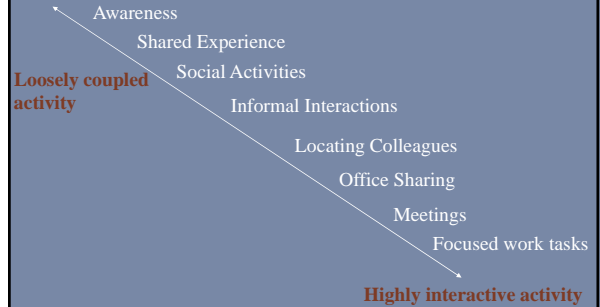 Awareness
Shared Experience
Social Activities
Loosely coupled
activity
Informal Interactions
Locating Colleagues
Office Sharing
Meetings
Focused work tasks
Highly interactive activity